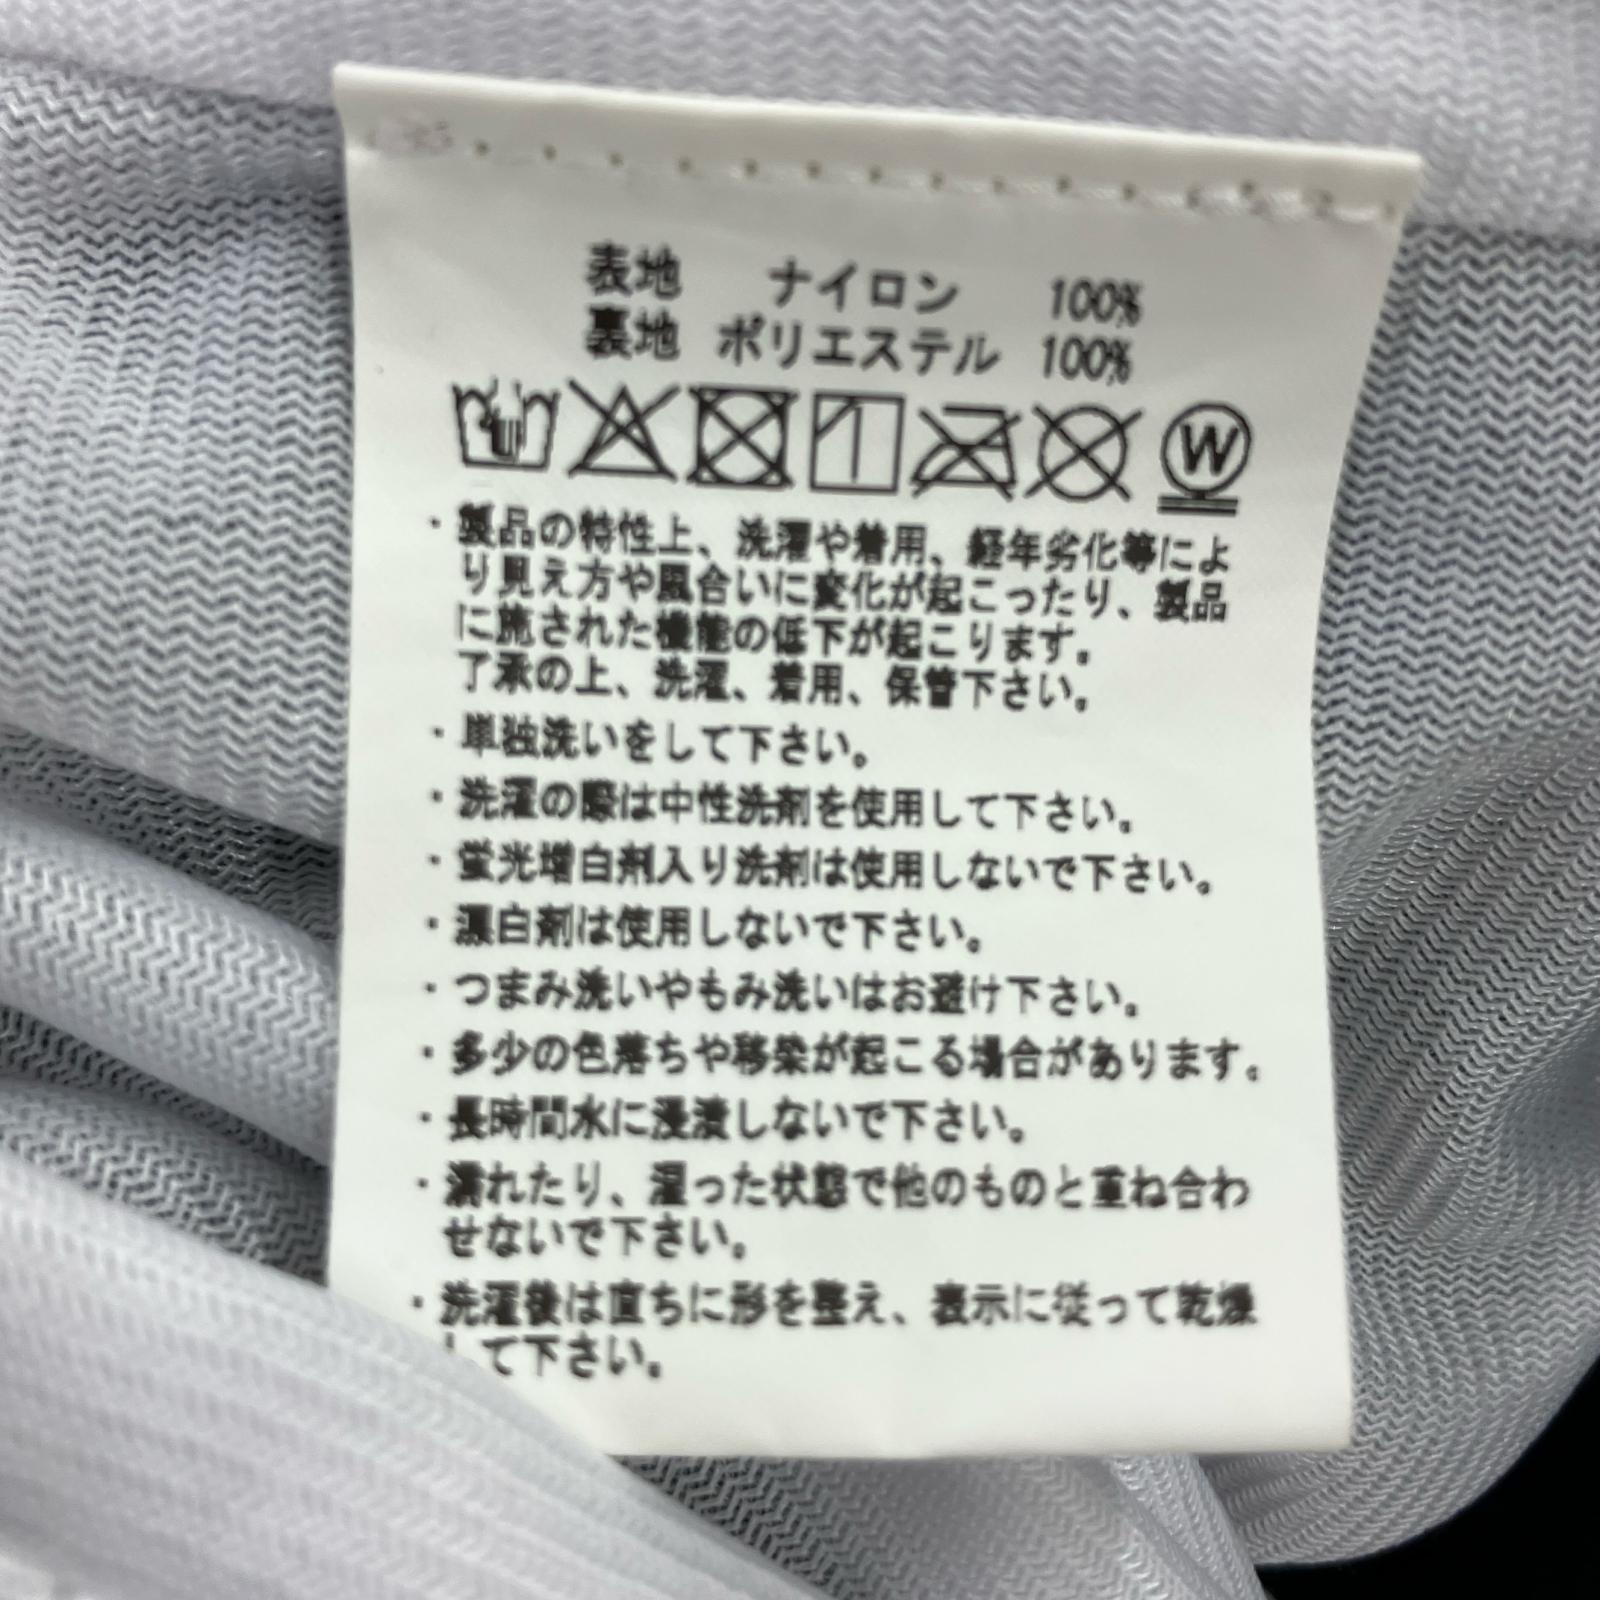 表地 ナイロン 100%
裏地 ポリエステル 100%
W
・製品の特性上、洗濯や着用、経年劣化等によ
り見え方や風合いに変化が起こったり、製品
に施された機能の低下が起こります。
了承の上、洗濯、着用、保管下さい。
・単独洗いをして下さい。
・洗濯の際は中性洗剤を使用して下さい。
・蛍光増白剤入り洗剤は使用しないで下さい。
・漂白剤は使用しないで下さい。
・つまみ洗いやもみ洗いはお避け下さい。
・多少の色落ちや移染が起こる場合があります。
・長時間水に浸漬しないで下さい。
・濡れたり、湿った状態で他のものと重ね合わ
せないで下さい。
・洗濯後は直ちに形を整え、表示に従って乾燥
して下さい。